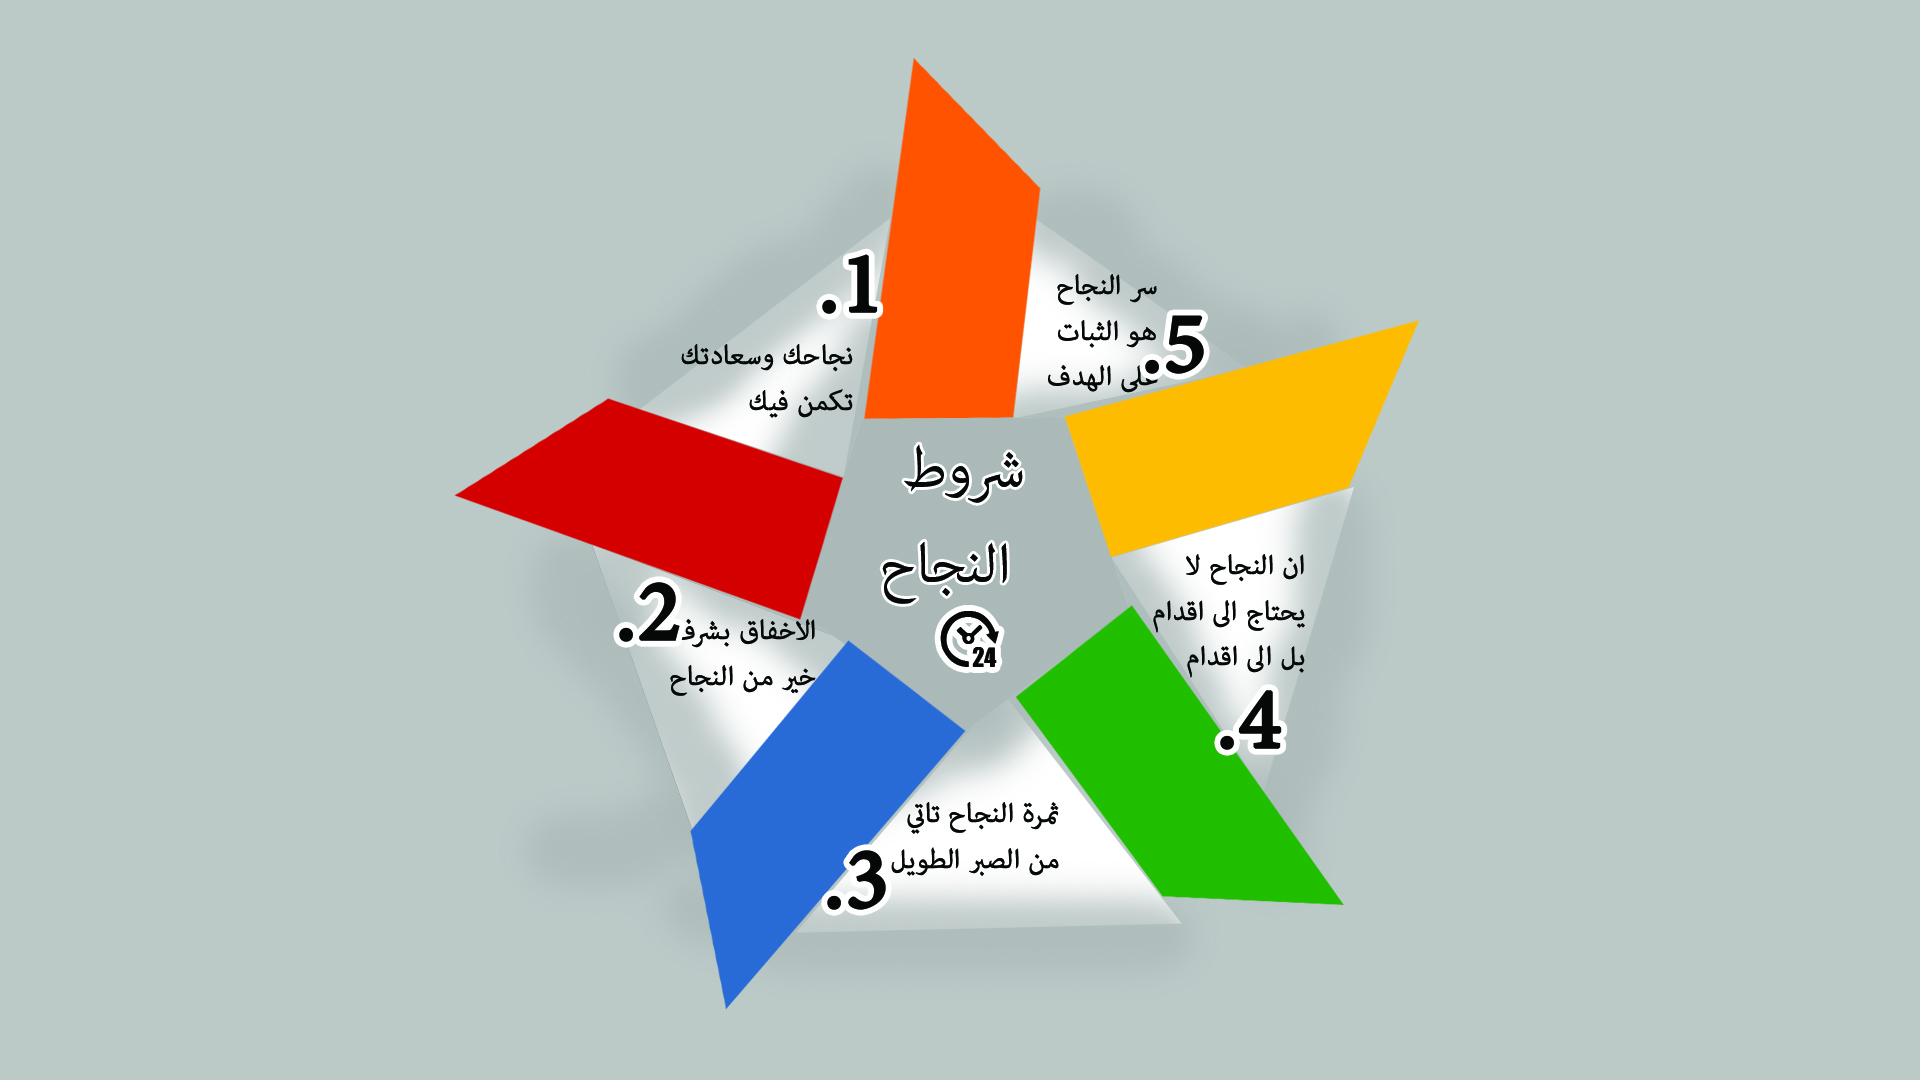 شروط
النجاح
24
1.
نجاحك وسعادتك
تكمن فيك
2.
الاخفاق بشرف
خير من النجاح
3.
ثمرة النجاح تاتي
من الصبر الطويل
4.
ان النجاح لا
يحتاج الى اقدام
بل الى اقدام
5.
سر النجاح
هو الثبات
على الهدف